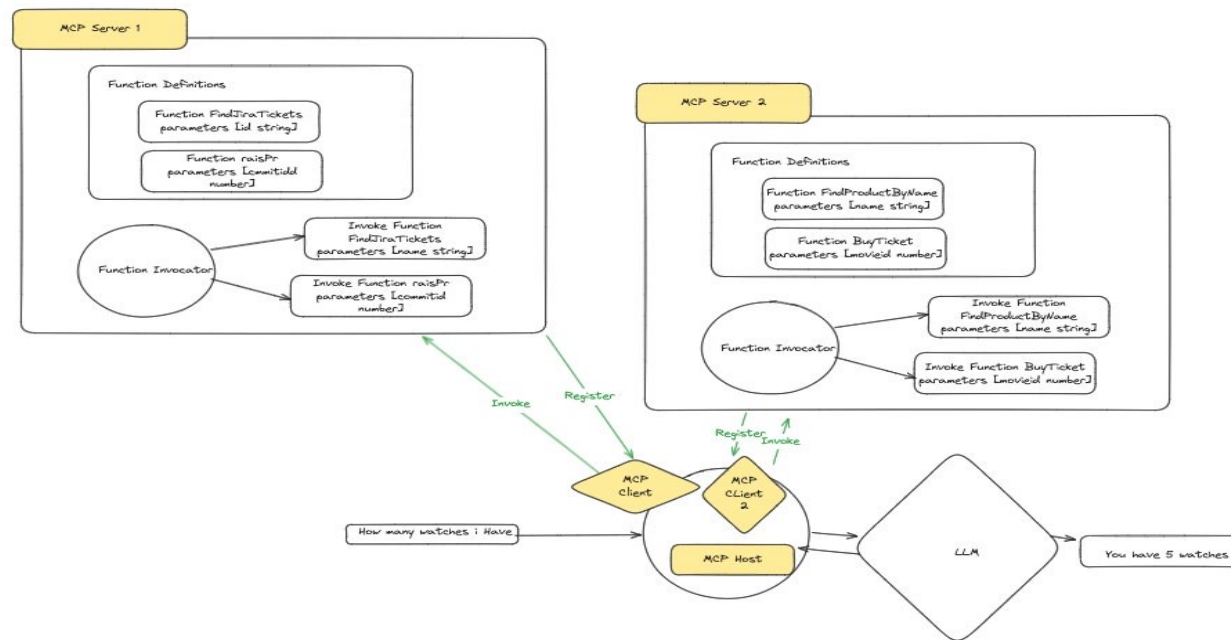 MCP Server 1
Function Definitions
Function FindJiraTickets
parameters [id string]
Function raisPr
parameters [cmmitidd
number]
Function Invocator
Invoke Function
FindJiraTickets
parameters [name string]
Invoke Function raisPr
parameters [commitid
number]
MCP Server 2
Function Definitions
Function FindProductByName
parameters [name string]
Function BuyTicket
parameters [movieid number]
Function Invocator
Invoke Function
FindProductByName
parameters [name string]
Invoke Function BuyTicket
parameters [movieid number]
Invoke
Register
Register
Invoke
MCP
Client
MCP
CLient
2
How many watches i Have
MCP Host
LLM
You have 5 watches